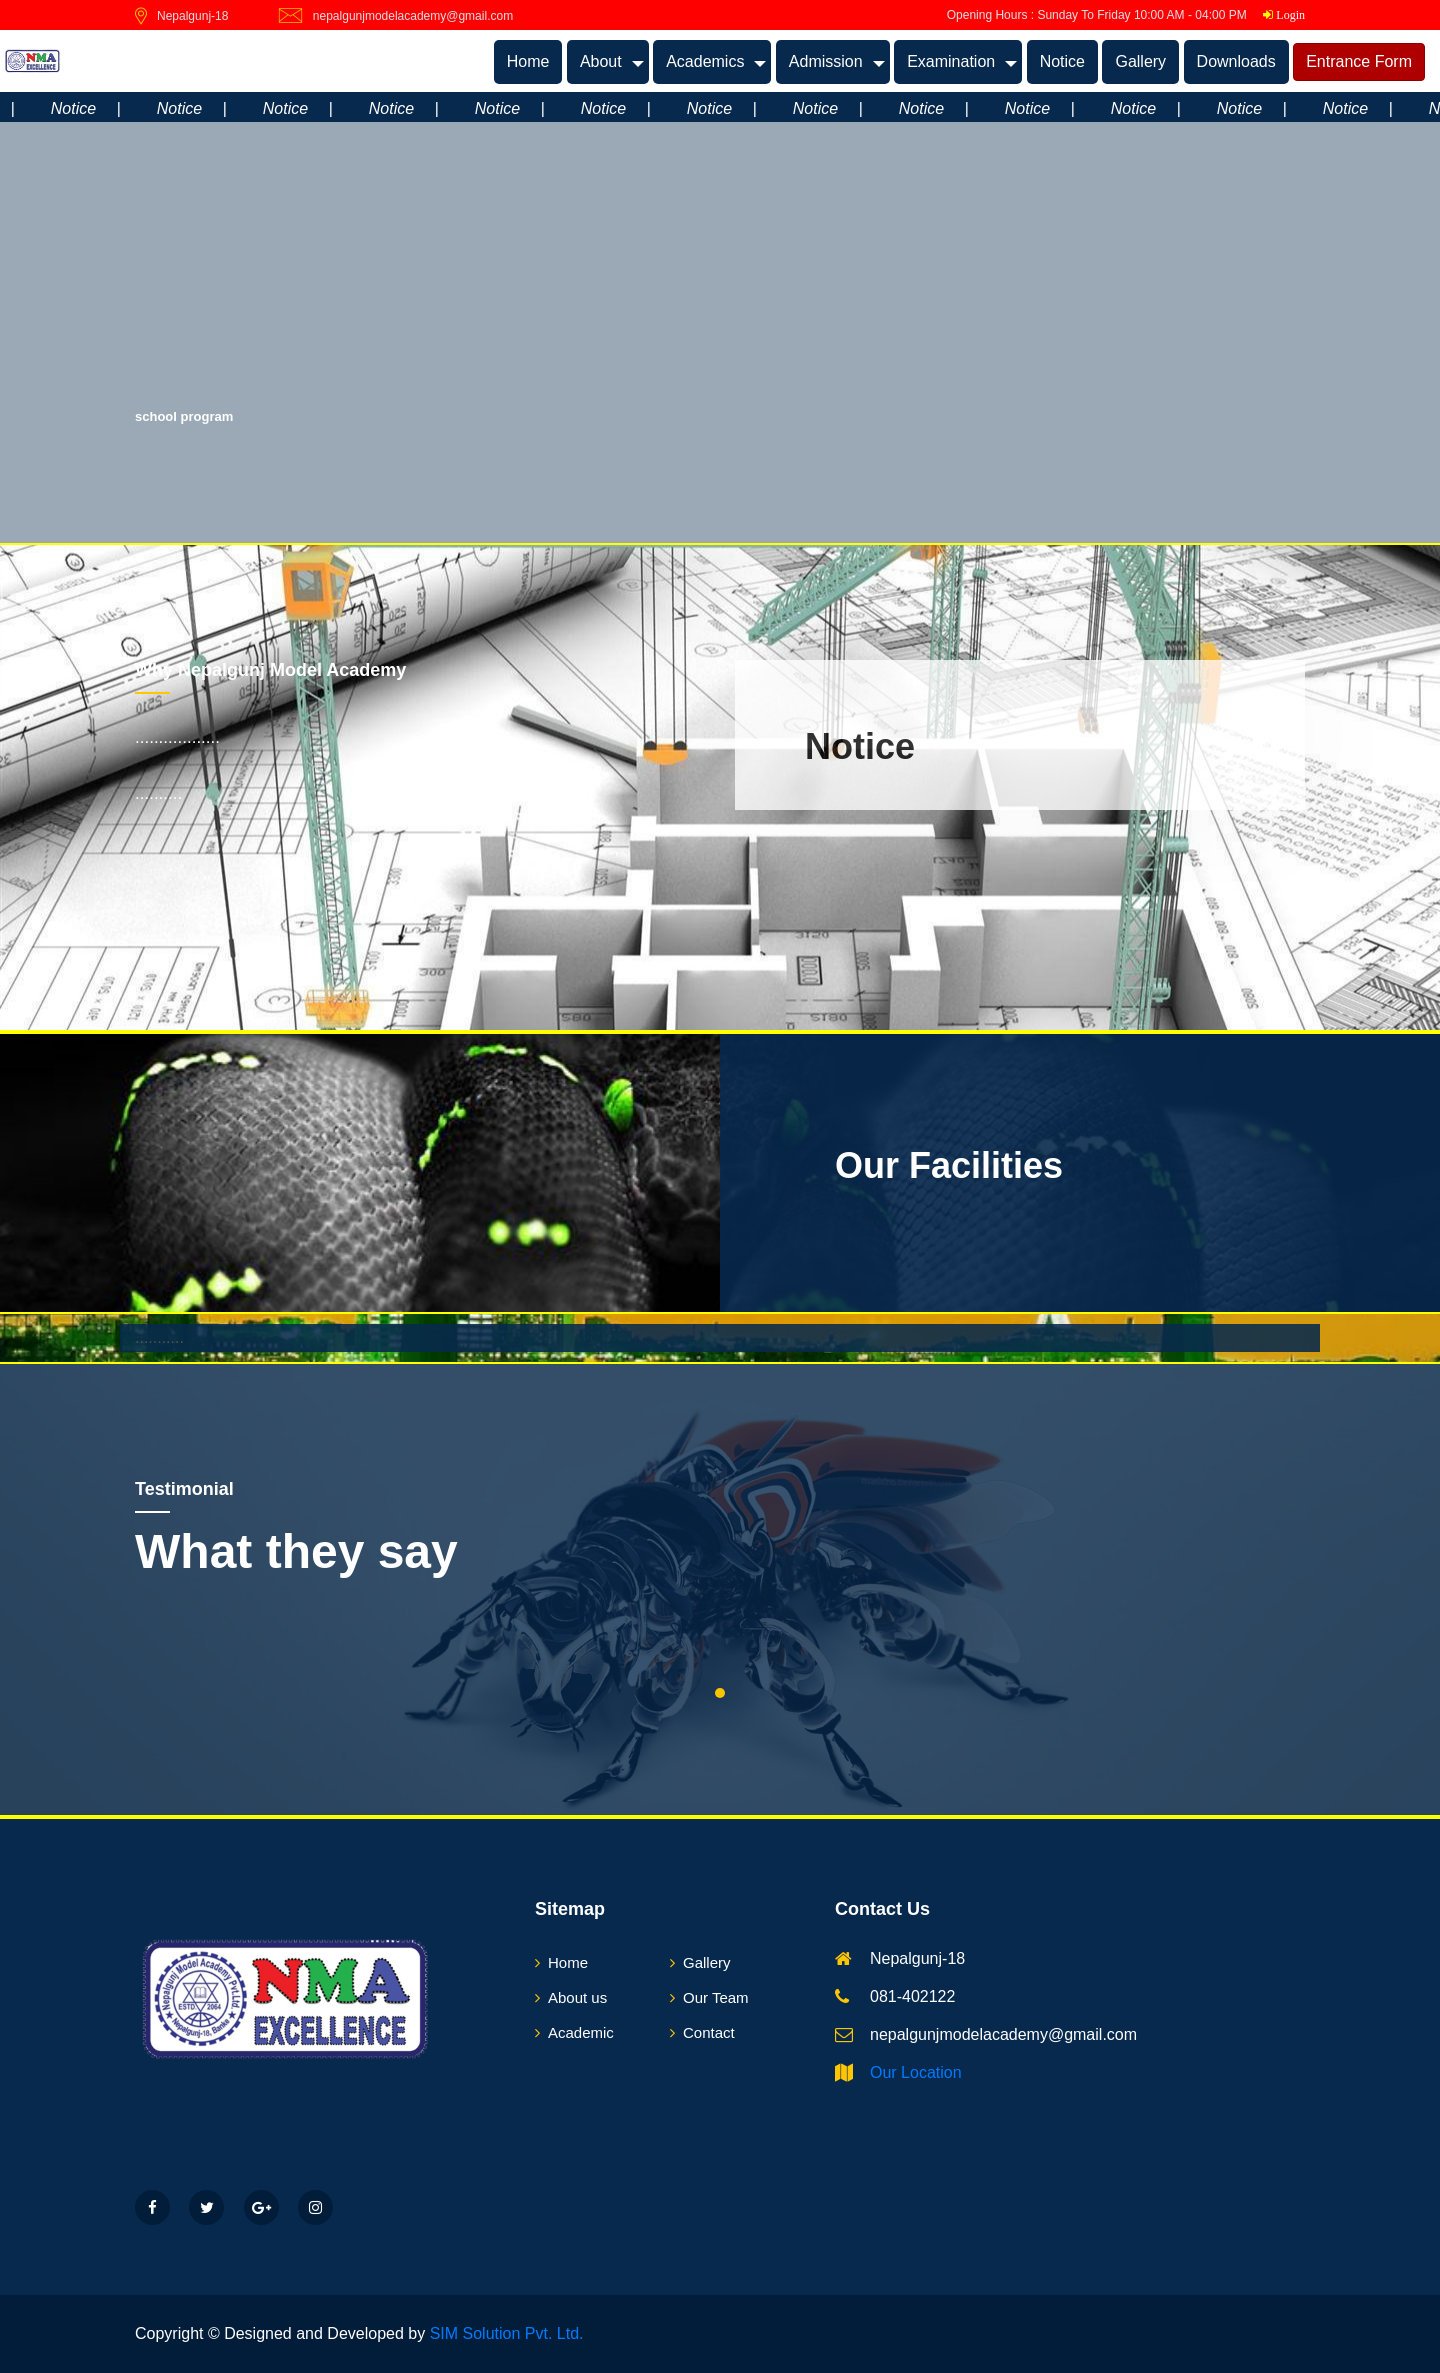 Nepalgunj-18 nepalgunjmodelacademy@gmail.com Opening Hours : Sunday To Friday 10:00 AM - 04:00 PM Login
NMA EXCELLENCE Home About Academics Admission Examination Notice Gallery Downloads Entrance Form
| Notice | Notice | Notice | Notice | Notice | Notice | Notice | Notice | Notice | Notice | Notice | Notice | Notice | N
school program
Why Nepalgunj Model Academy
..................
Notice
..........
Our Facilities
...........
Testimonial
What they say
Sitemap
Contact Us
Home Gallery
About us Our Team
Academic Contact
Nepalgunj-18
081-402122
nepalgunjmodelacademy@gmail.com
Our Location
Nepalgunj Model Academy Pvt.Ltd.
ESTD. 2064
Nepalgunj-18, Banke
NMA
EXCELLENCE
Copyright © Designed and Developed by SIM Solution Pvt. Ltd.